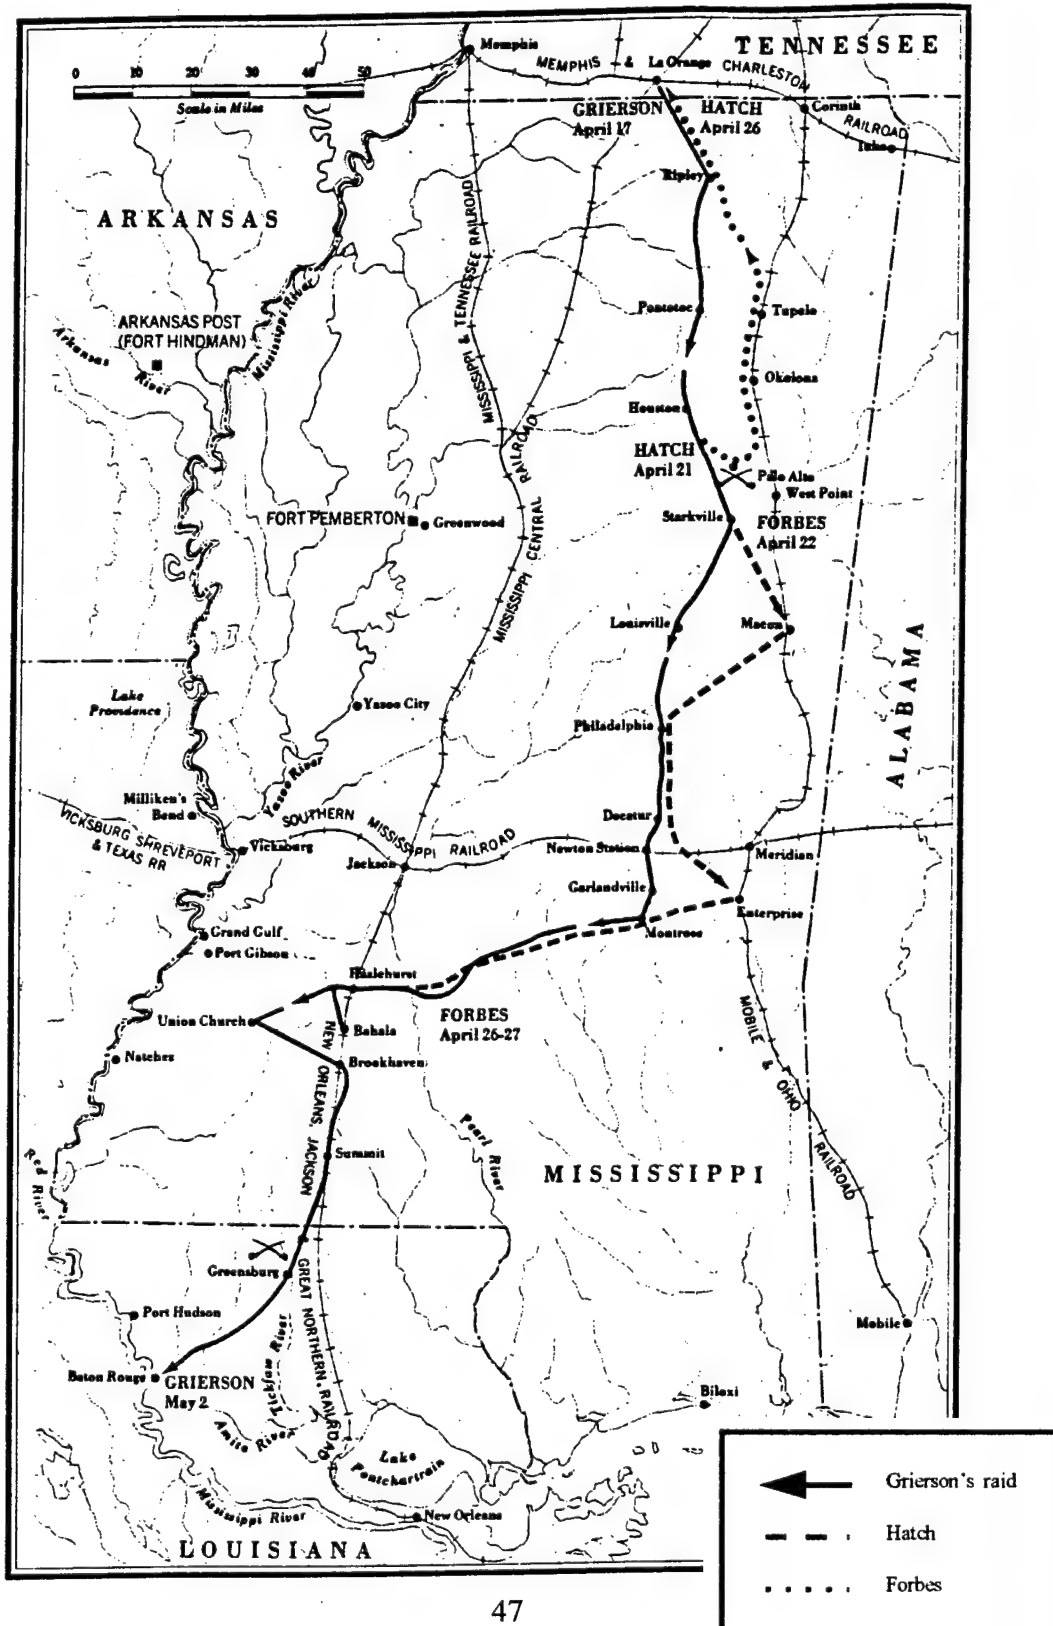 TENNESSEE
Memphis
MEMPHIS & La Grange CHARLESTON
RAILROAD
0 10 20 30 40 50
Scale in Miles
GRIERSON
April 17
HATCH
April 26
Corinth
Iuka
Ripley
ARKANSAS
MISSISSIPPI & TENNESSEE RAILROAD
Mississippi River
Pontotoc
Tupelo
ARKANSAS POST
(FORT HINDMAN)
Arkansas River
Okolona
Houston
HATCH
April 21
Palo Alto
West Point
MISSISSIPPI CENTRAL RAILROAD
FORT PEMBERTON
Greenwood
Starkville
FORBES
April 22
Louisville
Macon
ALABAMA
Lake
Providence
Yazoo City
Philadelphia
Yazoo River
Milliken's
Bend
VICKSBURG SHREVEPORT
& TEXAS RR
SOUTHERN MISSISSIPPI RAILROAD
Decatur
Vicksburg
Jackson
Newton Station
Meridian
Garlandville
Enterprise
Montrose
Grand Gulf
Port Gibson
Hazlehurst
FORBES
April 26-27
Union Church
Bahala
Natchez
Brookhaven
NEW ORLEANS, JACKSON
GREAT NORTHERN RAILROAD
MOBILE & OHIO
RAILROAD
Pearl River
Red River
Summit
MISSISSIPPI
Greensburg
Port Hudson
Mobile
Tickfaw River
Baton Rouge
GRIERSON
May 2
Amite River
Biloxi
Lake
Pontchartrain
Mississippi River
New Orleans
LOUISIANA
Grierson's raid
Hatch
Forbes
47